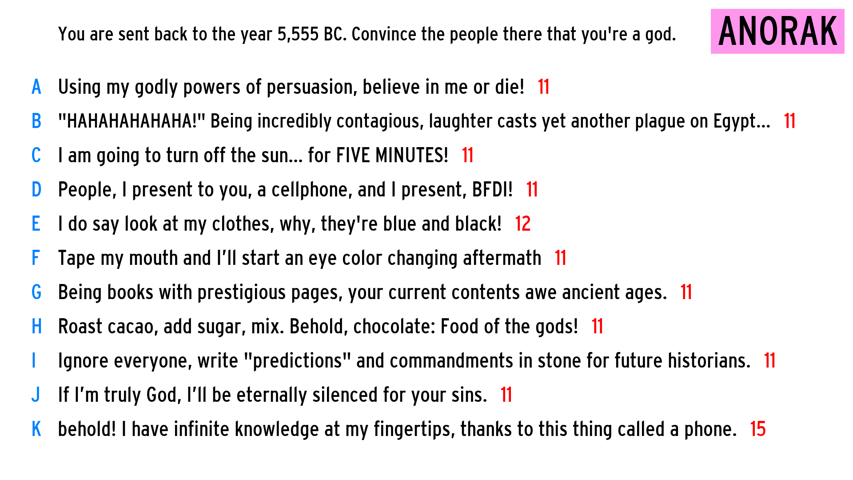 You are sent back to the year 5,555 BC. Convince the people there that you're a god.
ANORAK
A Using my godly powers of persuasion, believe in me or die! 11
B "HAHAHAHAHAHA!" Being incredibly contagious, laughter casts yet another plague on Egypt... 11
C I am going to turn off the sun... for FIVE MINUTES! 11
D People, I present to you, a cellphone, and I present, BFDI! 11
E I do say look at my clothes, why, they're blue and black! 12
F Tape my mouth and I’ll start an eye color changing aftermath 11
G Being books with prestigious pages, your current contents awe ancient ages. 11
H Roast cacao, add sugar, mix. Behold, chocolate: Food of the gods! 11
I Ignore everyone, write "predictions" and commandments in stone for future historians. 11
J If I’m truly God, I’ll be eternally silenced for your sins. 11
K behold! I have infinite knowledge at my fingertips, thanks to this thing called a phone. 15